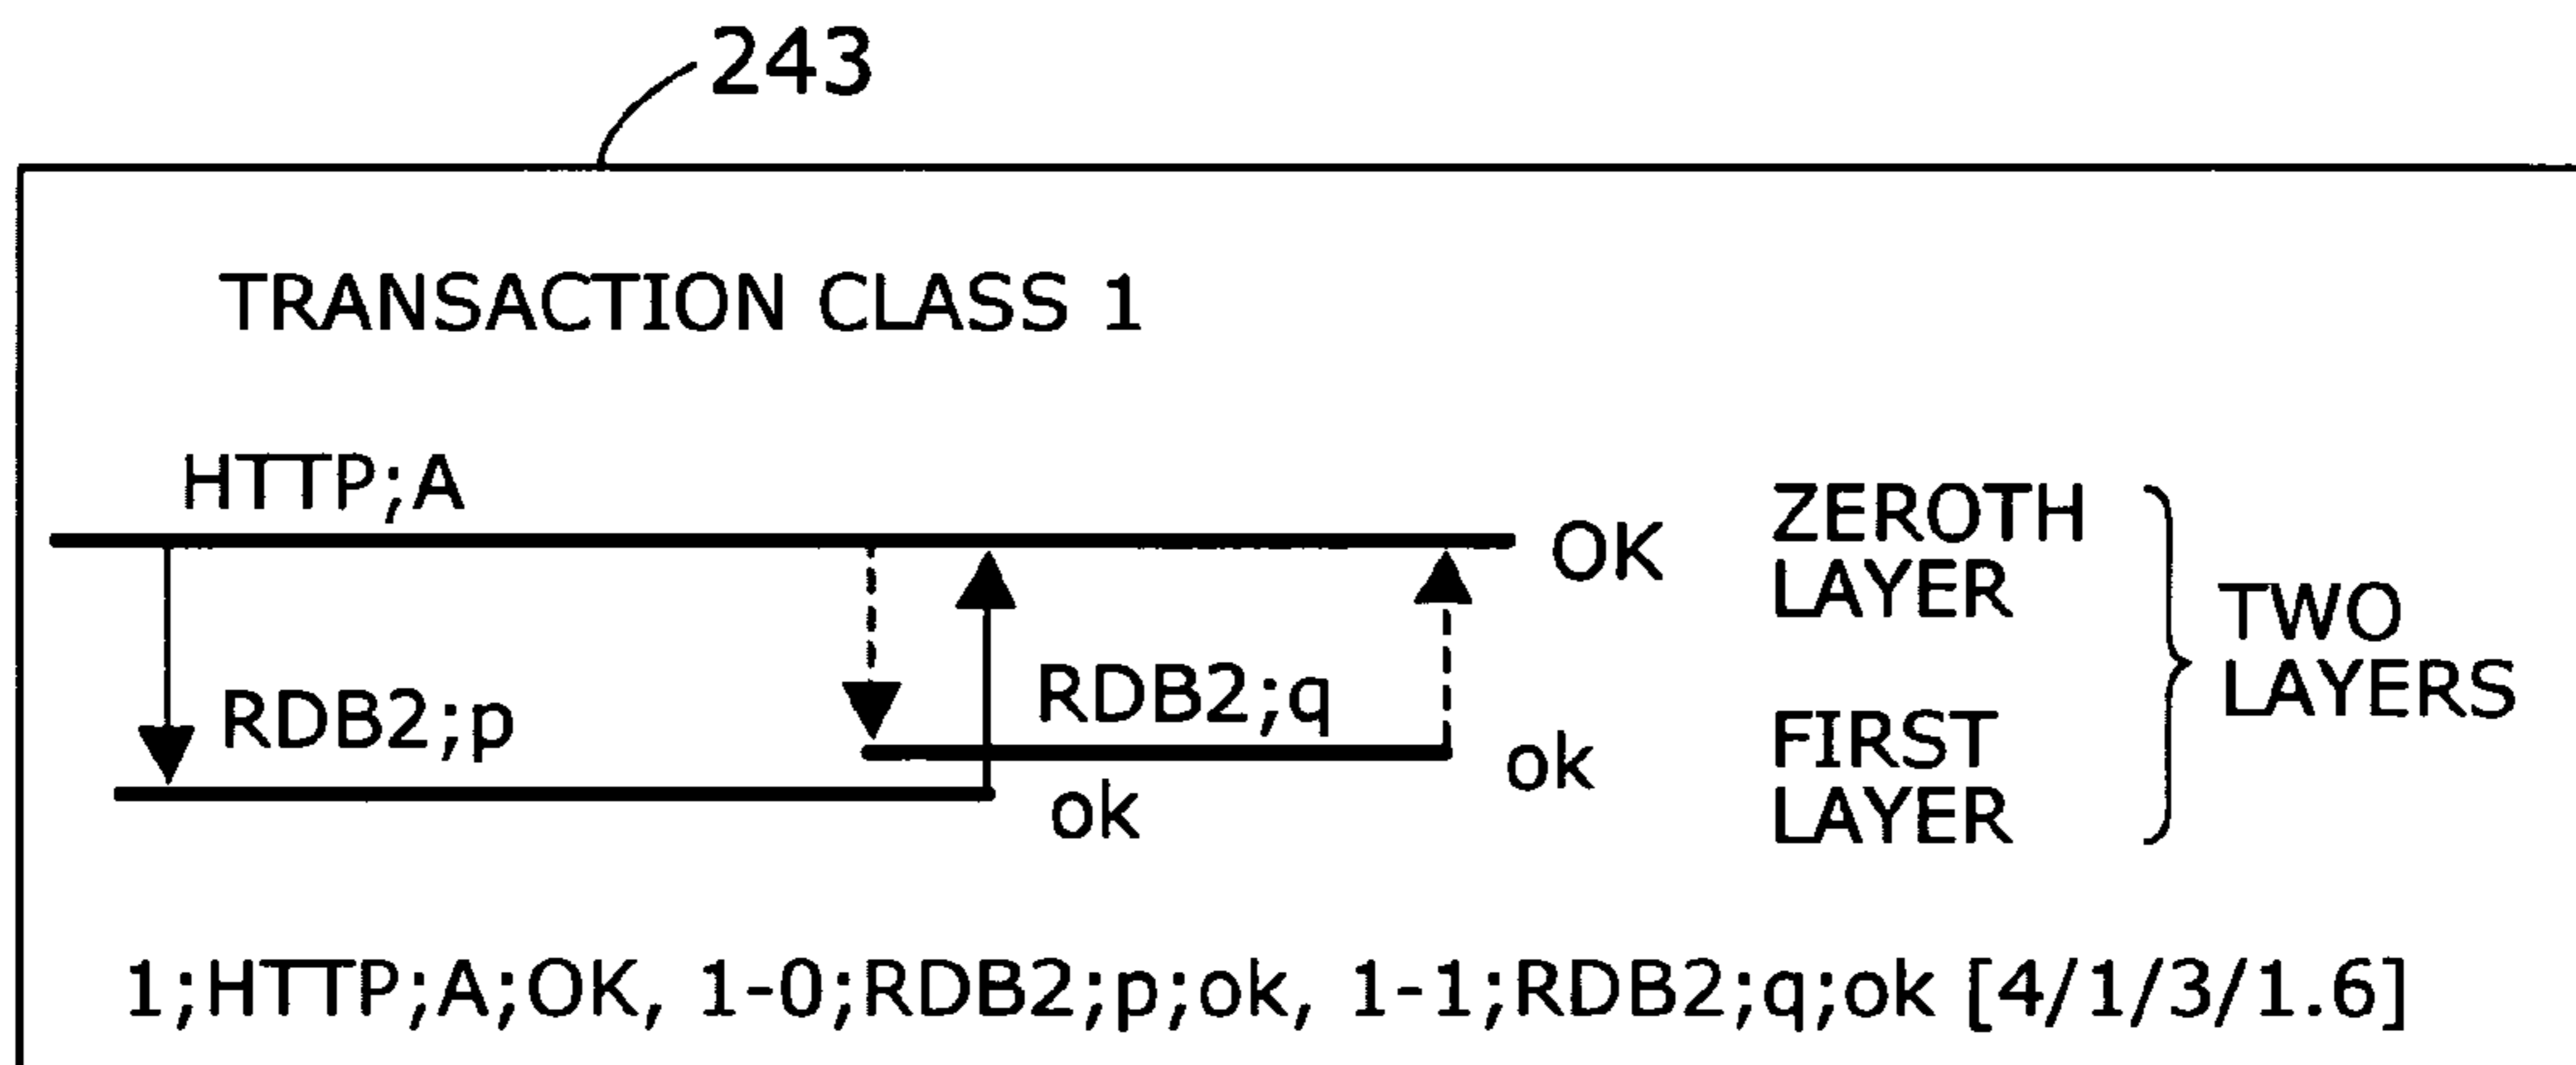 243
TRANSACTION CLASS 1
HTTP;A
OK
ZEROTH
LAYER
TWO
LAYERS
RDB2;p
RDB2;q
ok
ok
FIRST
LAYER
1;HTTP;A;OK, 1-0;RDB2;p;ok, 1-1;RDB2;q;ok [4/1/3/1.6]